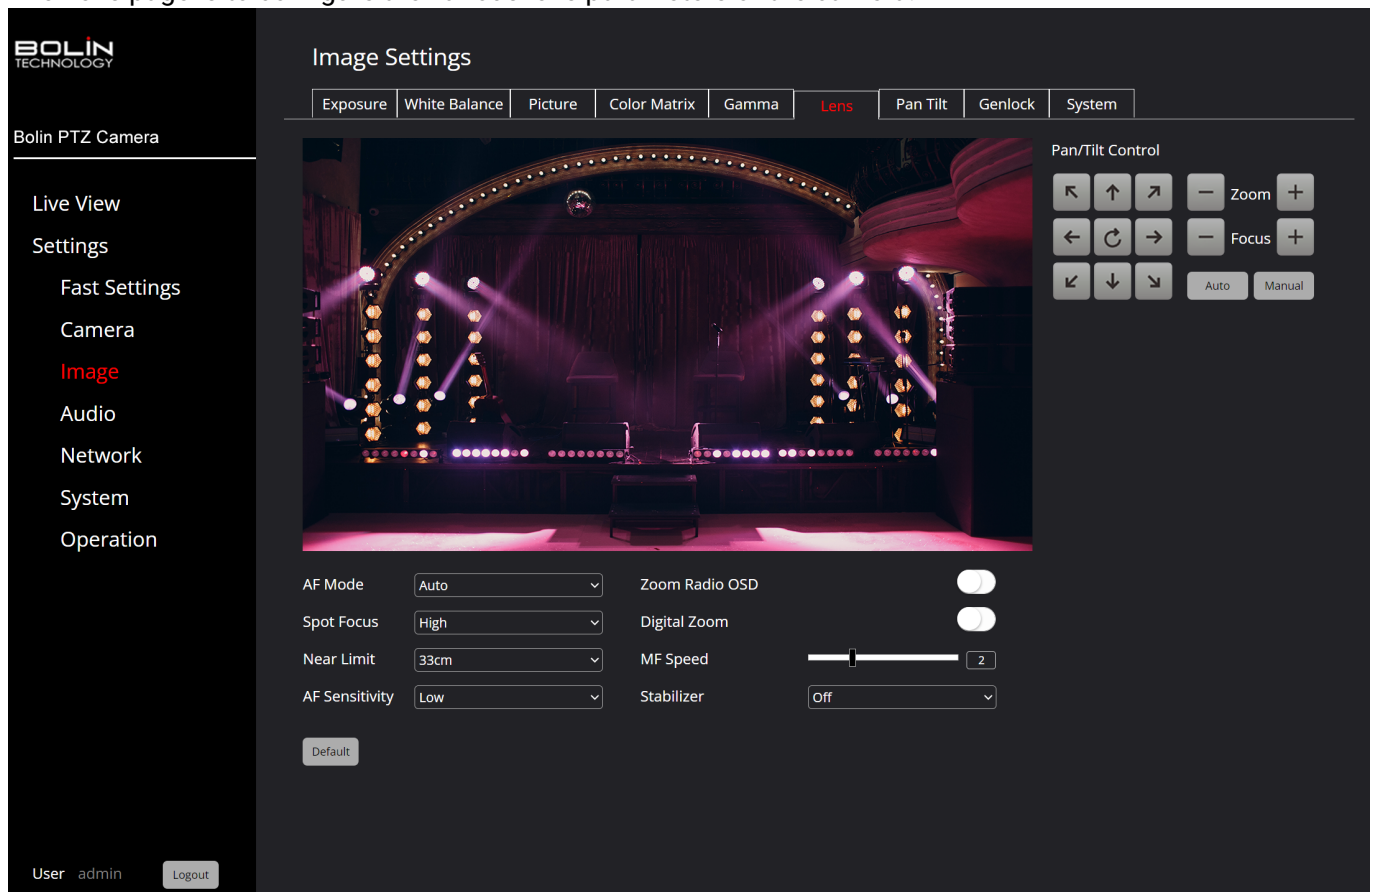 BOLIN
TECHNOLOGY
Bolin PTZ Camera
Live View
Settings
Fast Settings
Camera
Image
Audio
Network
System
Operation
User admin Logout
Image Settings
Exposure White Balance Picture Color Matrix Gamma Lens Pan Tilt Genlock System
Pan/Tilt Control
Zoom
Focus
Auto Manual
AF Mode Auto Zoom Radio OSD
Spot Focus High Digital Zoom
Near Limit 33cm MF Speed 2
AF Sensitivity Low Stabilizer Off
Default